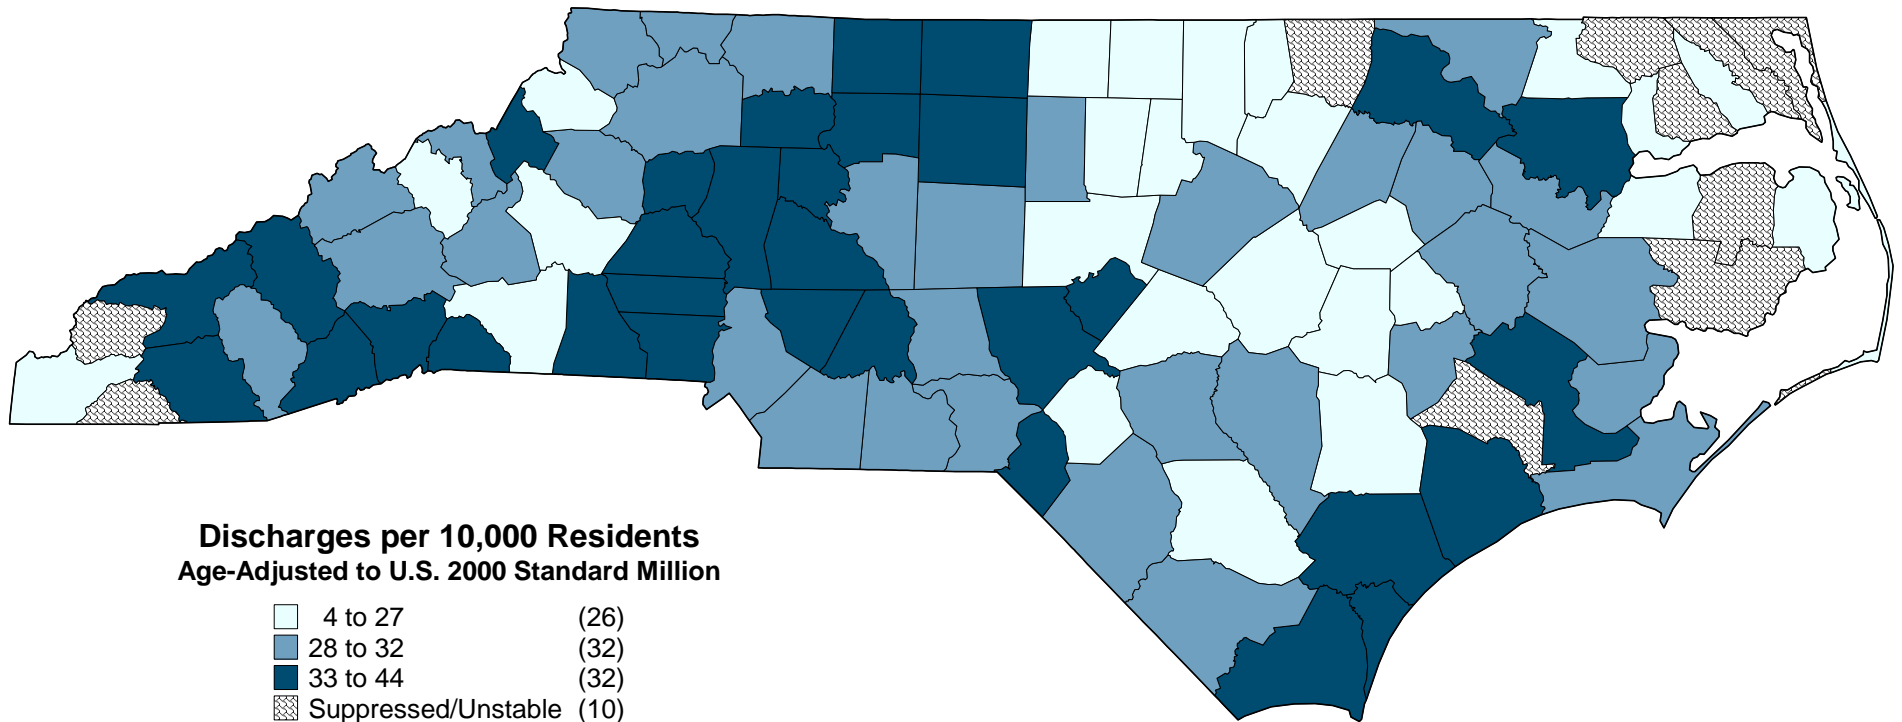 Discharges per 10,000 Residents
Age-Adjusted to U.S. 2000 Standard Million
4 to 27 (26)
28 to 32 (32)
33 to 44 (32)
Suppressed/Unstable (10)